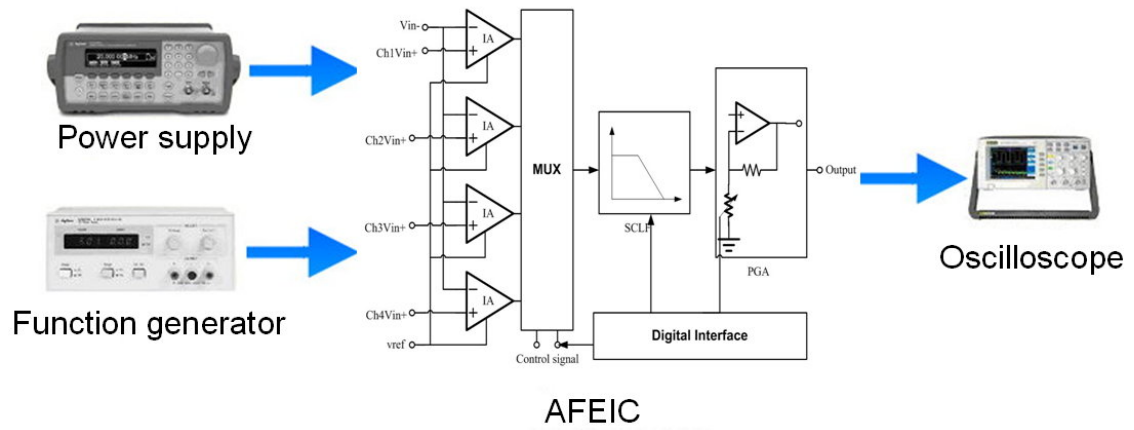 Power supply
Function generator
Vin-
Ch1Vin+
Ch2Vin+
Ch3Vin+
Ch4Vin+
vref
IA
IA
IA
IA
MUX
Control signal
SCLF
PGA
Digital Interface
Output
Oscilloscope
AFEIC